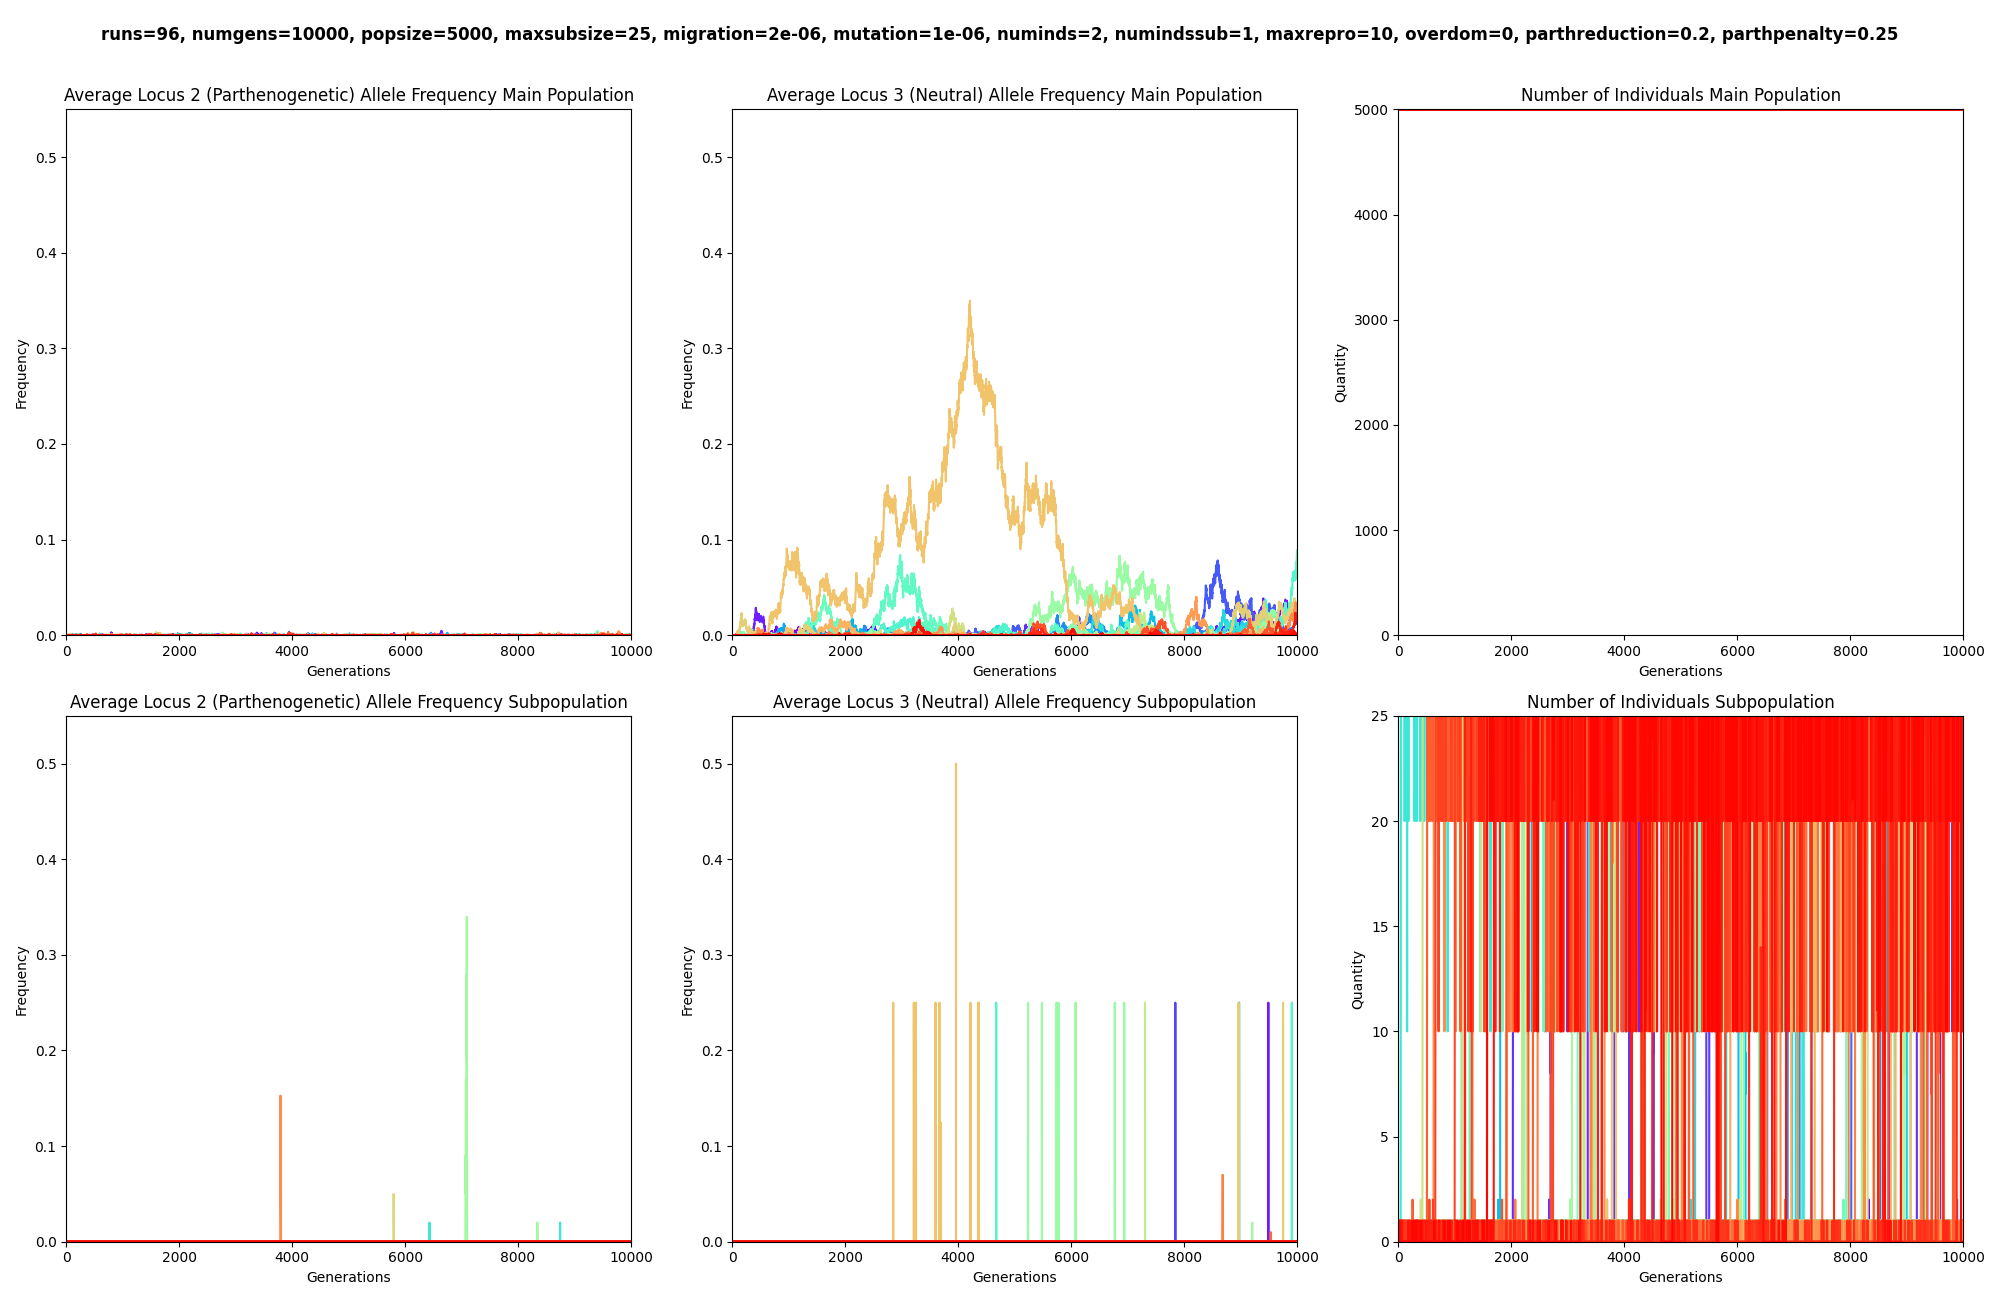 runs=96, numgens=10000, popsize=5000, maxsubsize=25, migration=2e-06, mutation=1e-06, numinds=2, numindssub=1, maxrepro=10, overdom=0, parthreduction=0.2, parthpenalty=0.25
Average Locus 2 (Parthenogenetic) Allele Frequency Main Population
0.5
0.4
0.3
0.2
0.1
0.0
Frequency
0 2000 4000 6000 8000 10000
Generations
Average Locus 3 (Neutral) Allele Frequency Main Population
0.5
0.4
0.3
0.2
0.1
0.0
Frequency
0 2000 4000 6000 8000 10000
Generations
Number of Individuals Main Population
5000
4000
3000
2000
1000
0
Quantity
0 2000 4000 6000 8000 10000
Generations
Average Locus 2 (Parthenogenetic) Allele Frequency Subpopulation
0.5
0.4
0.3
0.2
0.1
0.0
Frequency
0 2000 4000 6000 8000 10000
Generations
Average Locus 3 (Neutral) Allele Frequency Subpopulation
0.5
0.4
0.3
0.2
0.1
0.0
Frequency
0 2000 4000 6000 8000 10000
Generations
Number of Individuals Subpopulation
25
20
15
10
5
0
Quantity
0 2000 4000 6000 8000 10000
Generations